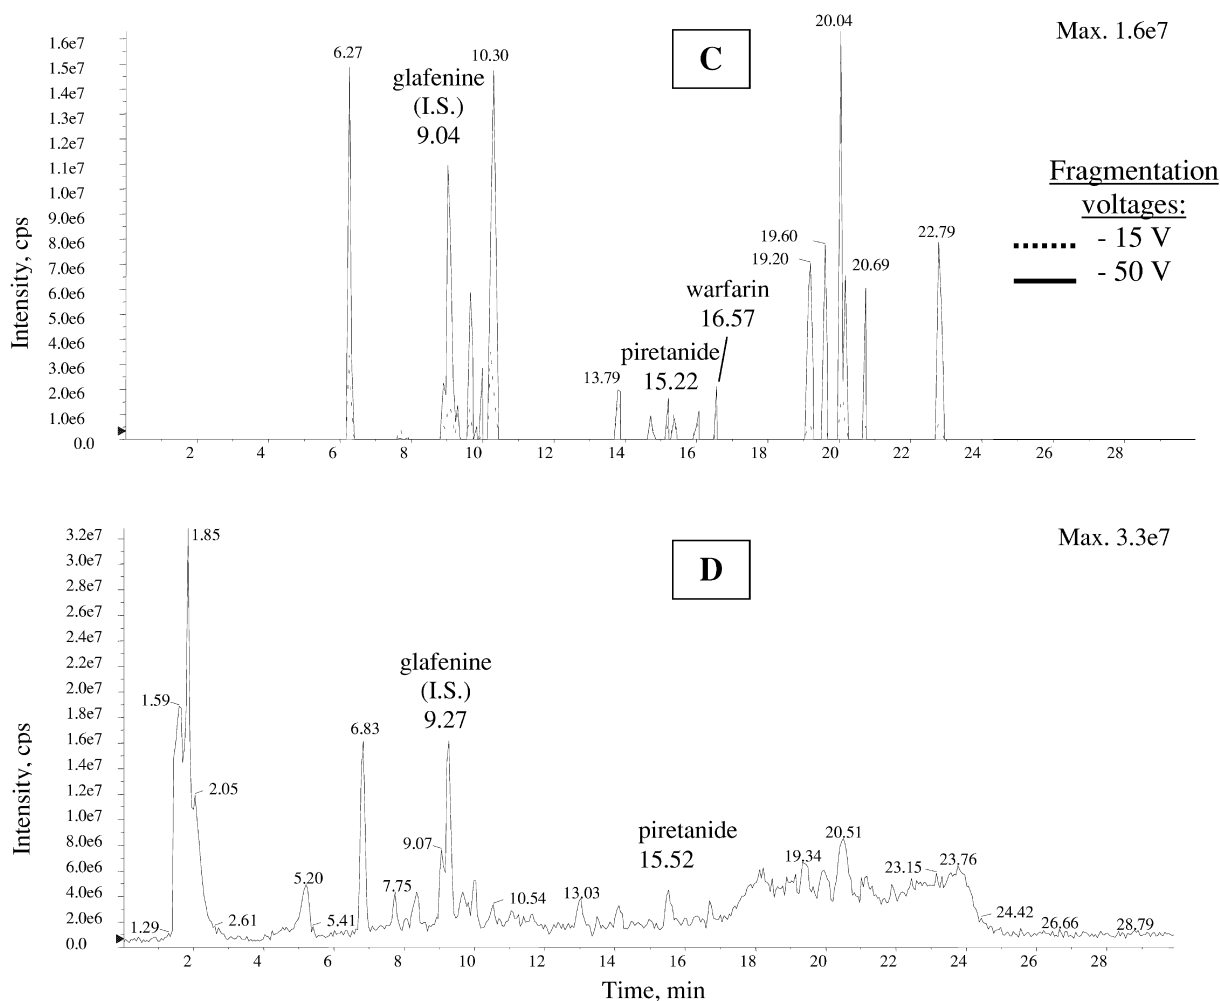 Max. 1.6e7
C
1.6e7
1.5e7
1.4e7
1.3e7
1.2e7
1.1e7
1.0e7
9.0e6
8.0e6
7.0e6
6.0e6
5.0e6
4.0e6
3.0e6
2.0e6
1.0e6
0.0
Intensity, cps
6.27
glafenine
(I.S.)
9.04
10.30
13.79
piretanide
15.22
warfarin
16.57
19.20
19.60
20.04
20.69
22.79
Fragmentation
voltages:
- 15 V
- 50 V
2 4 6 8 10 12 14 16 18 20 22 24 26 28
Max. 3.3e7
D
3.2e7
3.0e7
2.8e7
2.6e7
2.4e7
2.2e7
2.0e7
1.8e7
1.6e7
1.4e7
1.2e7
1.0e7
8.0e6
6.0e6
4.0e6
2.0e6
0.0
Intensity, cps
1.29
1.59
1.85
2.05
2.61
5.20
5.41
6.83
7.75
9.07
glafenine
(I.S.)
9.27
10.54
13.03
piretanide
15.52
19.34
20.51
23.15
23.76
24.42
26.66
28.79
2 4 6 8 10 12 14 16 18 20 22 24 26 28
Time, min